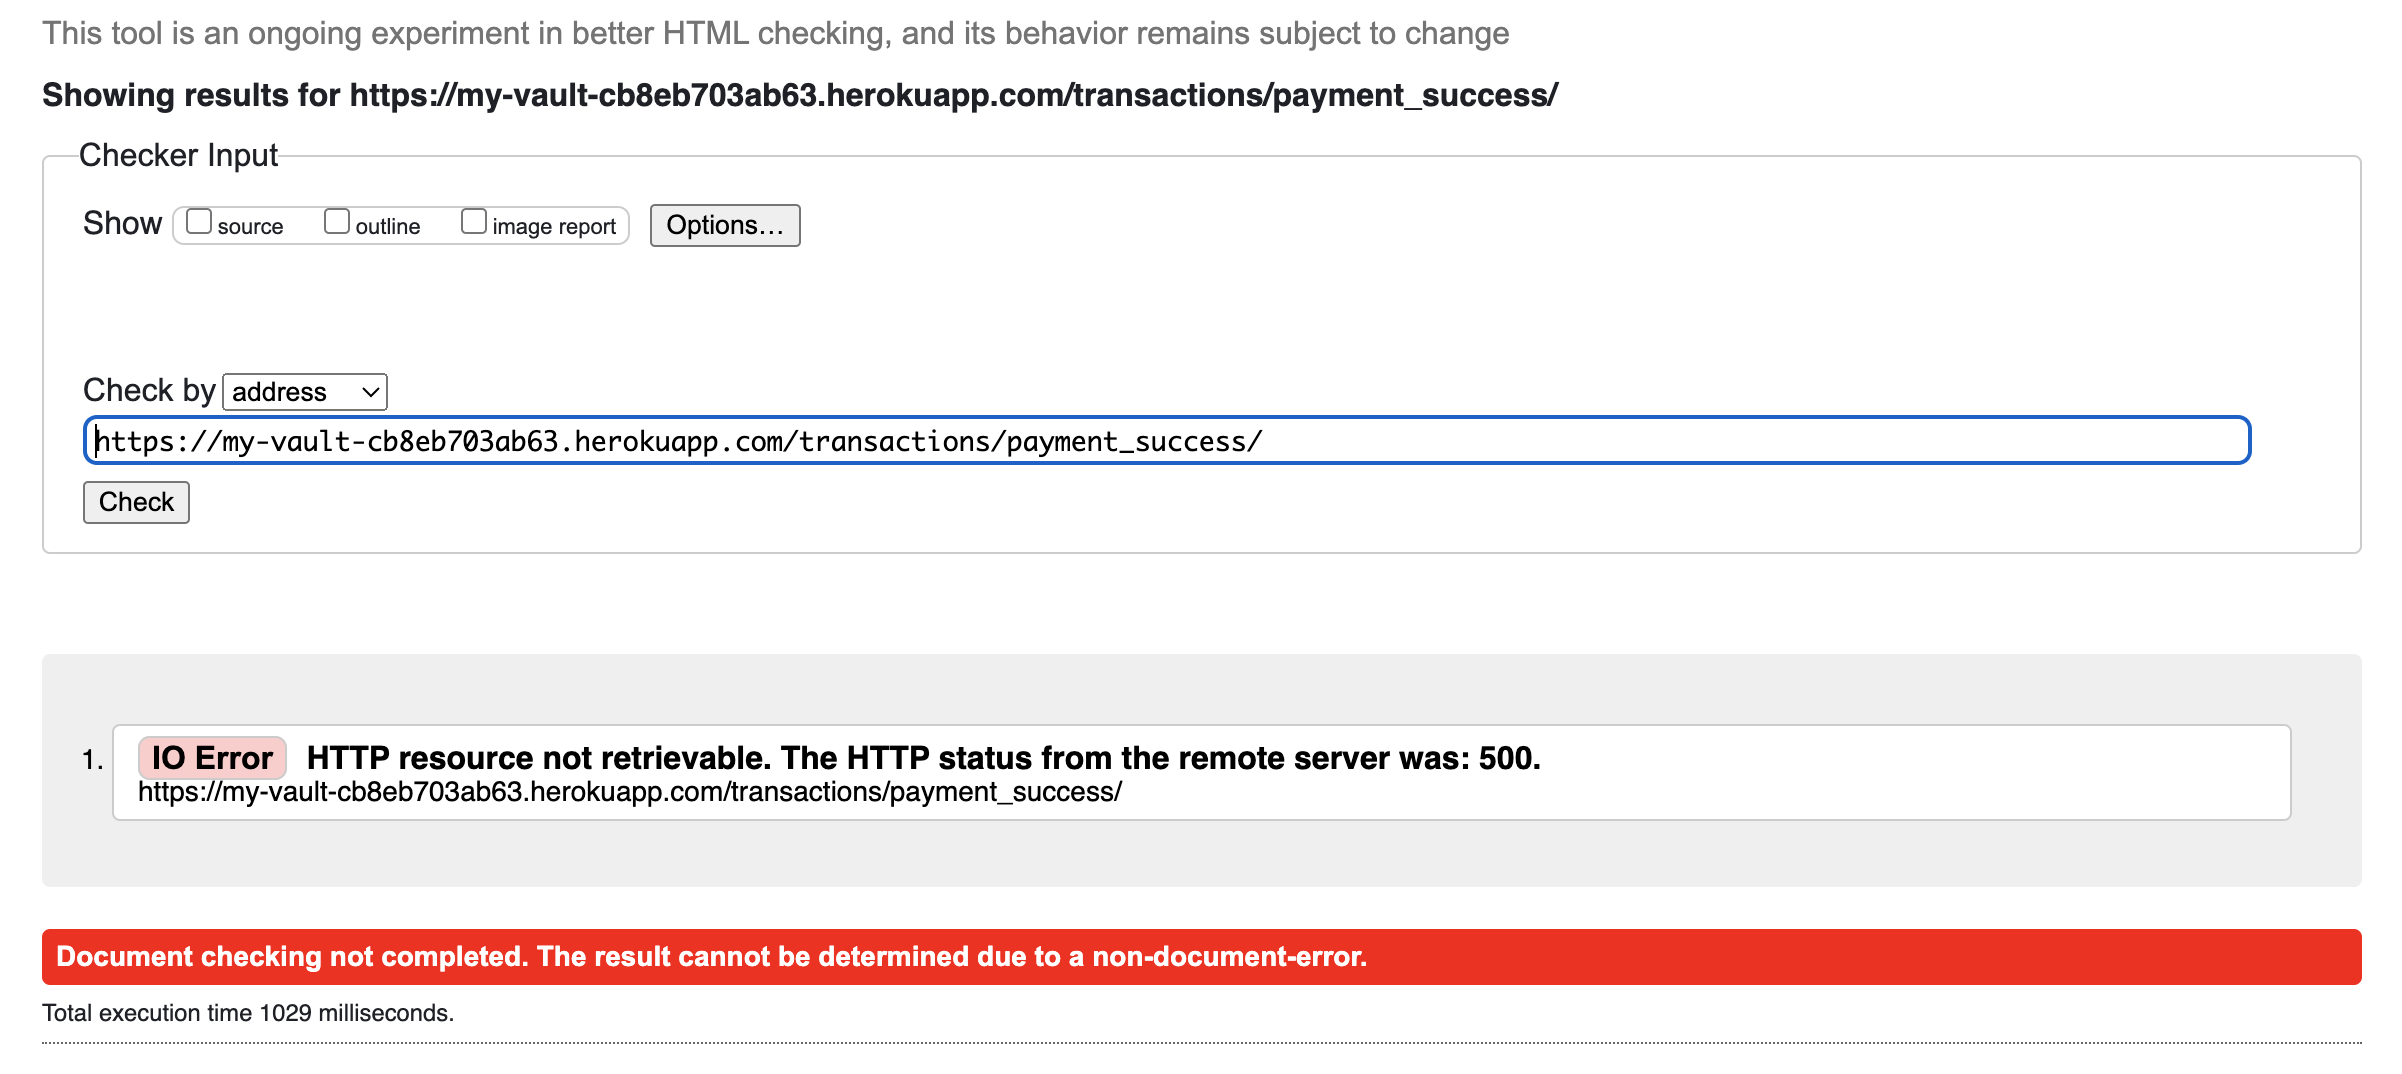 This tool is an ongoing experiment in better HTML checking, and its behavior remains subject to change
Showing results for https://my-vault-cb8eb703ab63.herokuapp.com/transactions/payment_success/
Checker Input
Show source outline image report Options...
Check by address
https://my-vault-cb8eb703ab63.herokuapp.com/transactions/payment_success/
Check
1. IO Error HTTP resource not retrievable. The HTTP status from the remote server was: 500.
https://my-vault-cb8eb703ab63.herokuapp.com/transactions/payment_success/
Document checking not completed. The result cannot be determined due to a non-document-error.
Total execution time 1029 milliseconds.